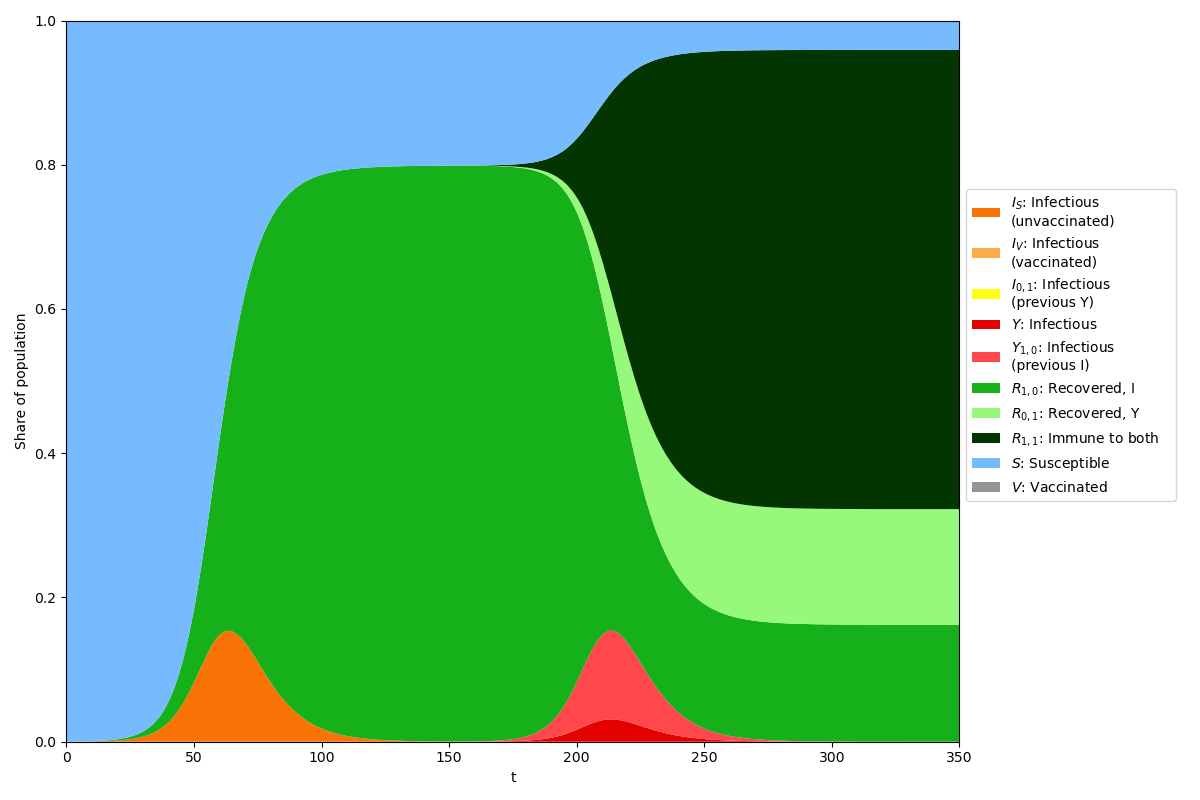 1.0
0.8
0.6
0.4
0.2
0.0
Share of population
0
50
100
150
200
250
300
350
t
I_S: Infectious
(unvaccinated)
I_V: Infectious
(vaccinated)
I_{0,1}: Infectious
(previous Y)
Y: Infectious
Y_{1,0}: Infectious
(previous I)
R_{1,0}: Recovered, I
R_{0,1}: Recovered, Y
R_{1,1}: Immune to both
S: Susceptible
V: Vaccinated